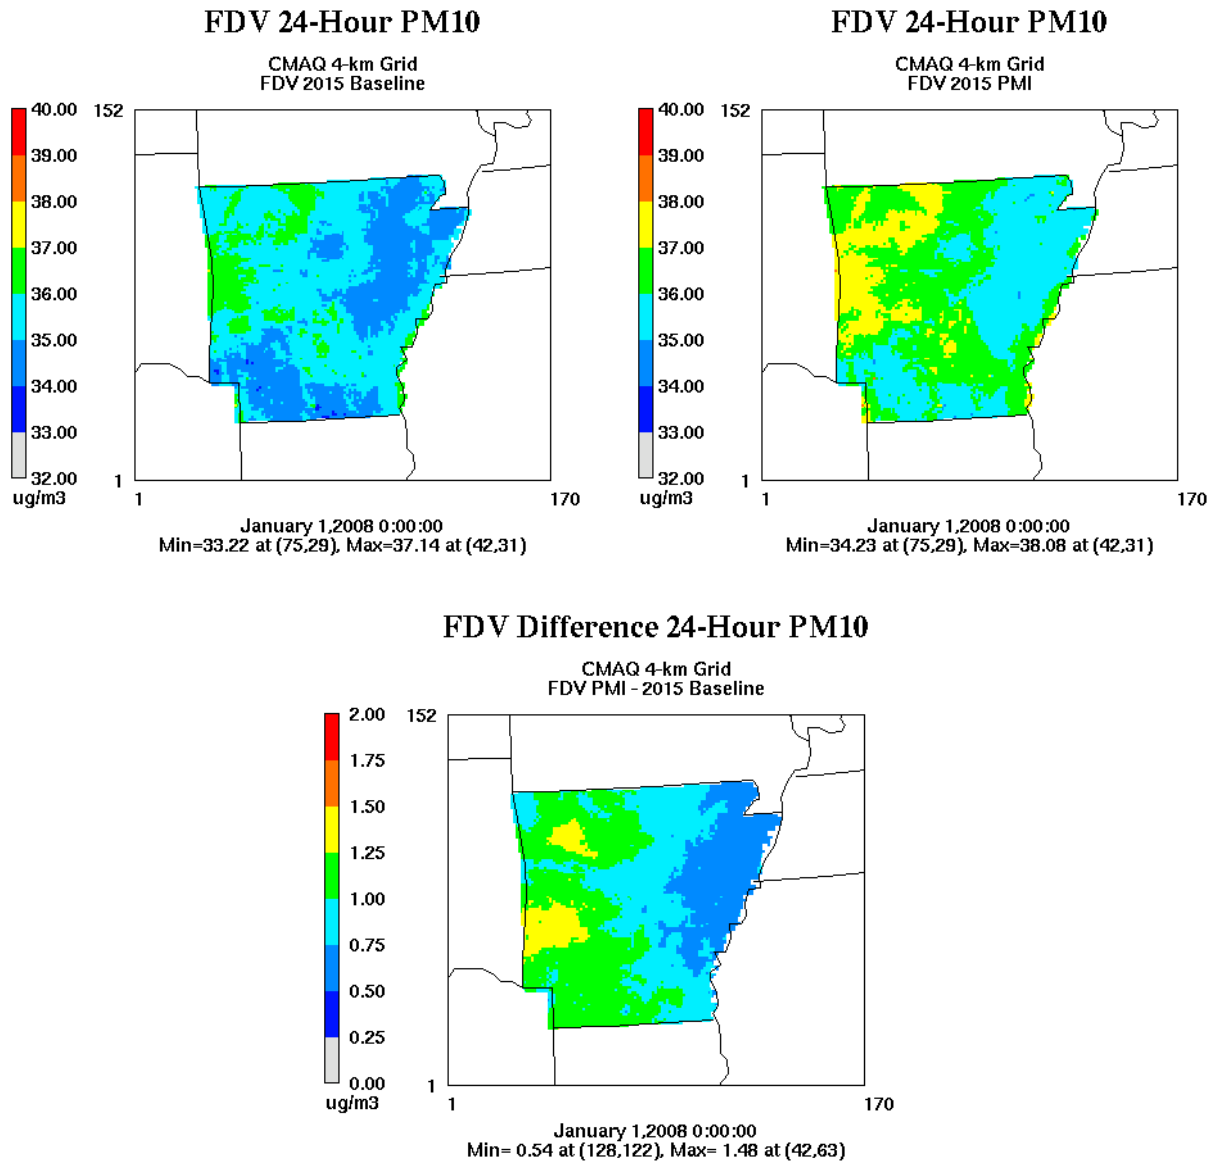 FDV 24-Hour PM10
CMAQ 4-km Grid
FDV 2015 Baseline
40.00
39.00
38.00
37.00
36.00
35.00
34.00
33.00
32.00
ug/m3
152
1
1
170
January 1,2008 0:00:00
Min=33.22 at (75,29), Max=37.14 at (42,31)
FDV 24-Hour PM10
CMAQ 4-km Grid
FDV 2015 PMI
40.00
39.00
38.00
37.00
36.00
35.00
34.00
33.00
32.00
ug/m3
152
1
1
170
January 1,2008 0:00:00
Min=34.23 at (75,29), Max=38.08 at (42,31)
FDV Difference 24-Hour PM10
CMAQ 4-km Grid
FDV PMI - 2015 Baseline
2.00
1.75
1.50
1.25
1.00
0.75
0.50
0.25
0.00
ug/m3
152
1
1
170
January 1,2008 0:00:00
Min= 0.54 at (128,122), Max= 1.48 at (42,63)